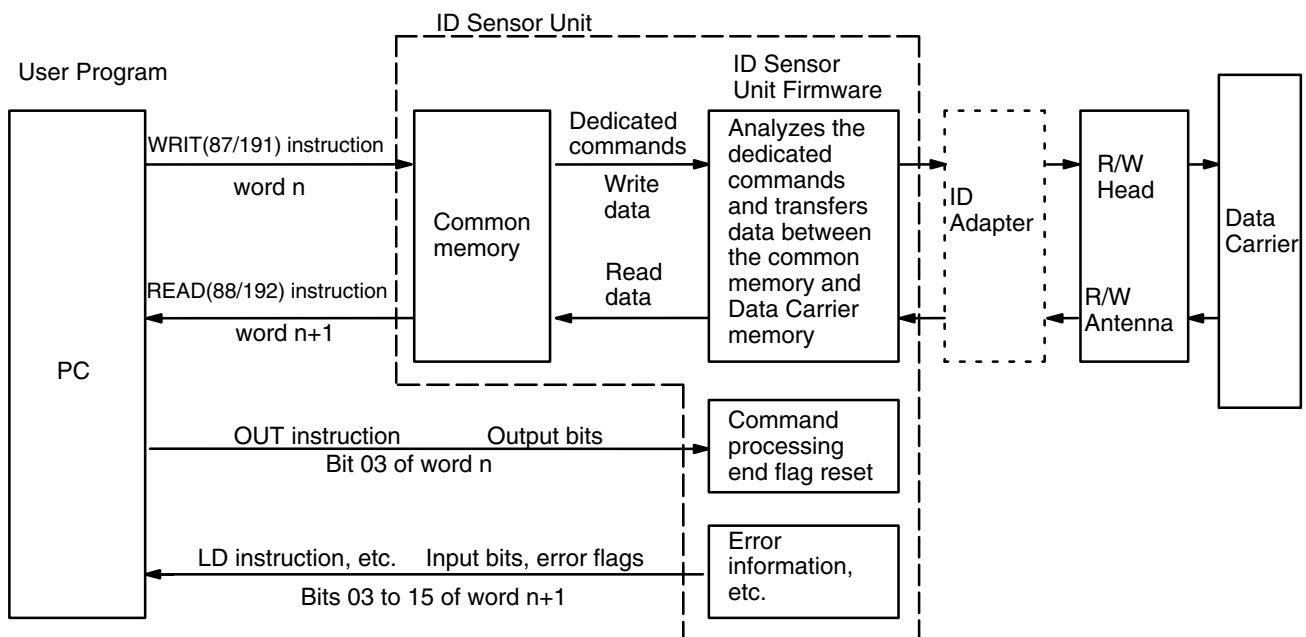 ID Sensor Unit
User Program
PC
WRIT(87/191) instruction
word n
READ(88/192) instruction
word n+1
Common
memory
Dedicated
commands
Write
data
Read
data
ID Sensor
Unit Firmware
Analyzes the
dedicated
commands
and transfers
data between
the common
memory and
Data Carrier
memory
ID
Adapter
R/W
Head
R/W
Antenna
Data
Carrier
OUT instruction
Output bits
Bit 03 of word n
Command
processing
end flag reset
LD instruction, etc.
Input bits, error flags
Bits 03 to 15 of word n+1
Error
information,
etc.